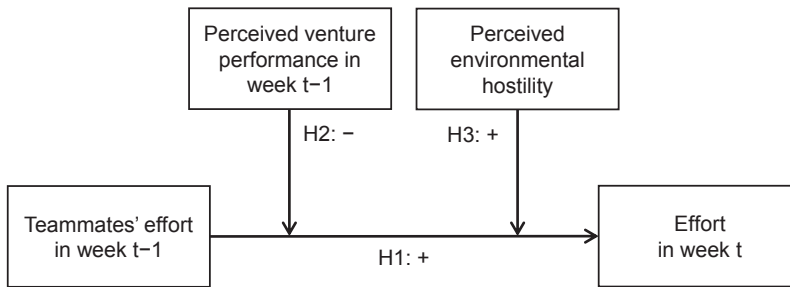 Perceived venture
performance in
week t−1
Perceived
environmental
hostility
H2: −
H3: +
Teammates’ effort
in week t−1
H1: +
Effort
in week t